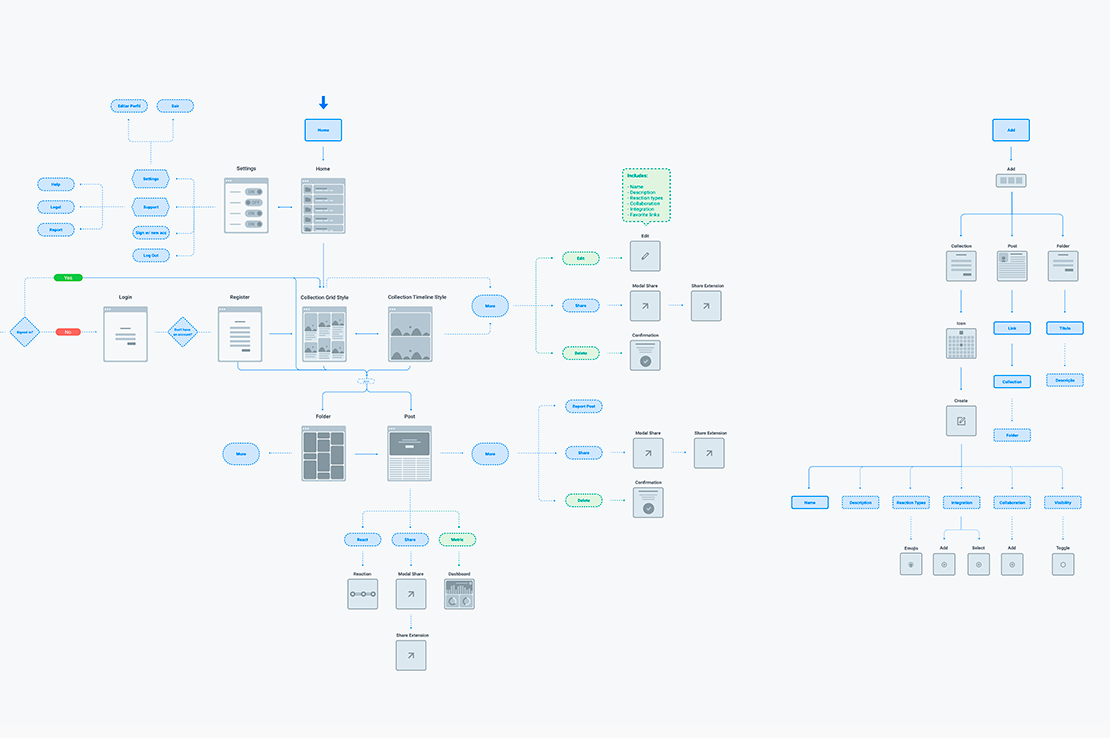 Editar Perfil
Exit
Home
Add
Settings
Home
Add
Settings
Help
ON
OFF
ON
ON
Legal
Support
Report
Sign w/ new acc
Log Out
Includes:
- Name
- Description
- Reaction types
- Collaboration
- Integration
- Favorite links
Edit
Collection
Post
Folder
Edit
Yes
Modal Share
Share Extension
Login
Register
Collection Grid Style
Collection Timeline Style
More
Share
Signed in?
No
Don't have
an account?
Link
Título
Icon
Confirmation
Delete
Collection
Descrição
Create
Folder
Post
Report Post
Folder
Modal Share
Share Extension
More
More
Share
Confirmation
Delete
Name
Description
Reaction Types
Integration
Collaboration
Visibility
React
Share
Metrix
Emojis
Add
Select
Add
Toggle
Reaction
Modal Share
Dashboard
Share Extension